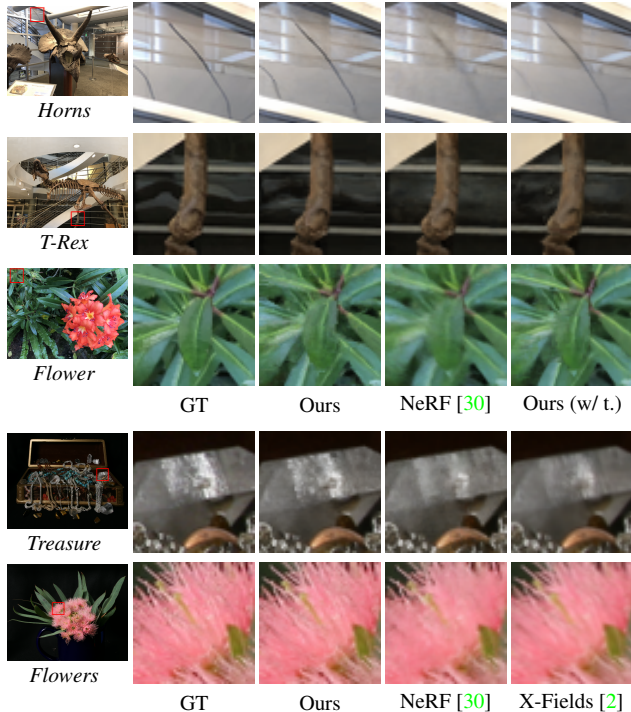 Horns
T-Rex
Flower
GT Ours NeRF [30] Ours (w/ t.)
Treasure
Flowers
GT Ours NeRF [30] X-Fields [2]